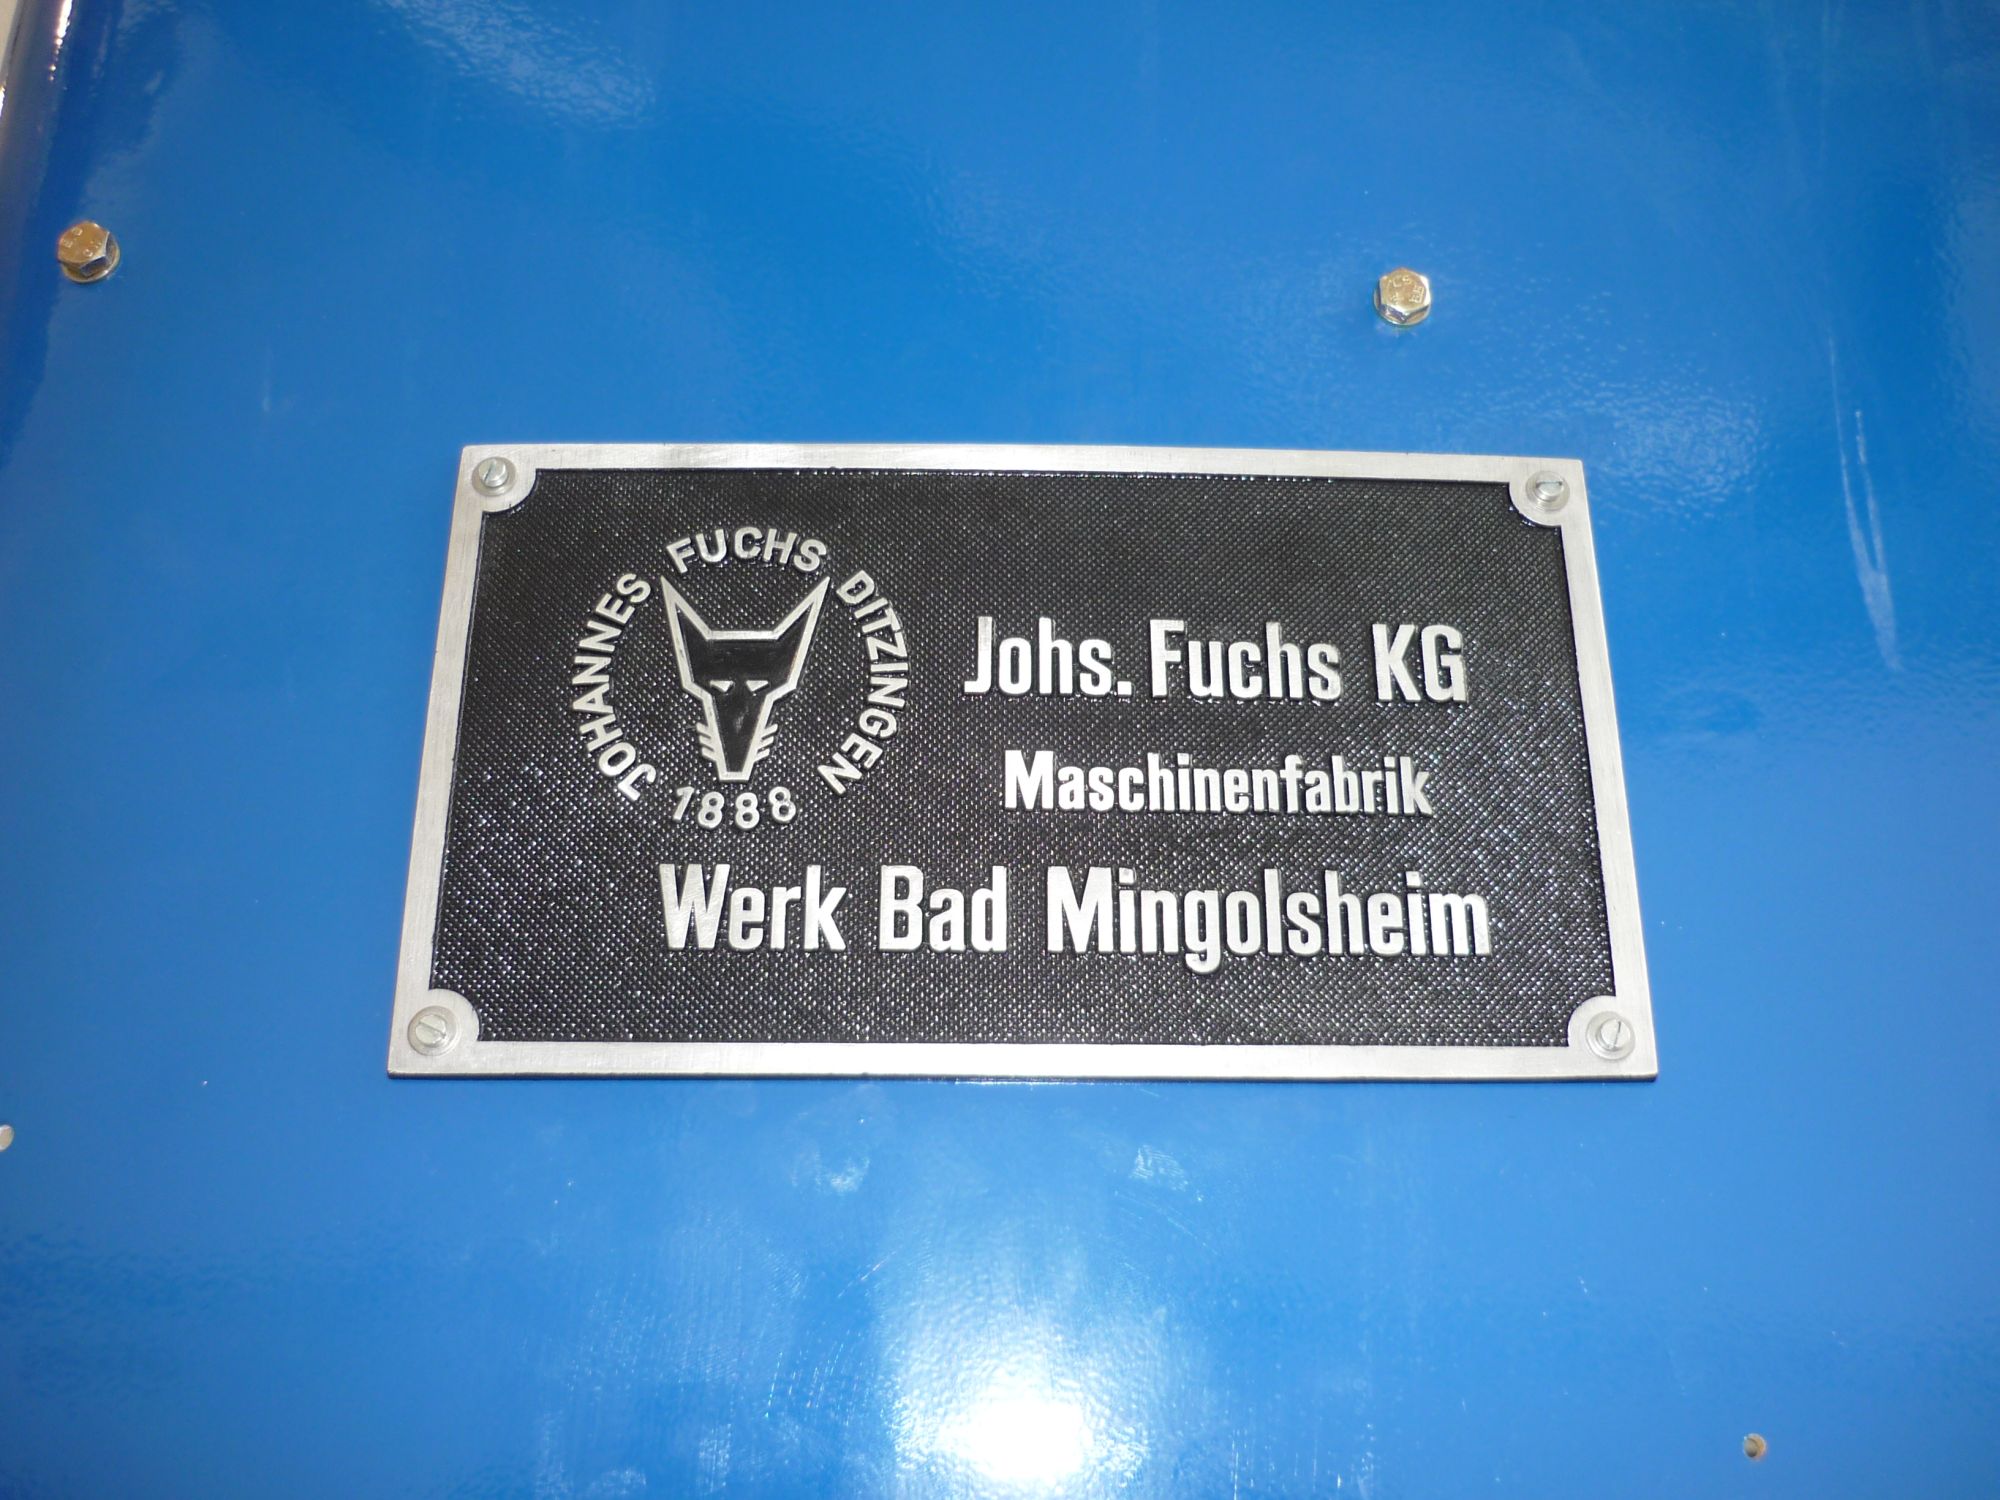 JOHANNES FUCHS DITZINGEN
1888
Johs. Fuchs KG
Maschinenfabrik
Werk Bad Mingolsheim